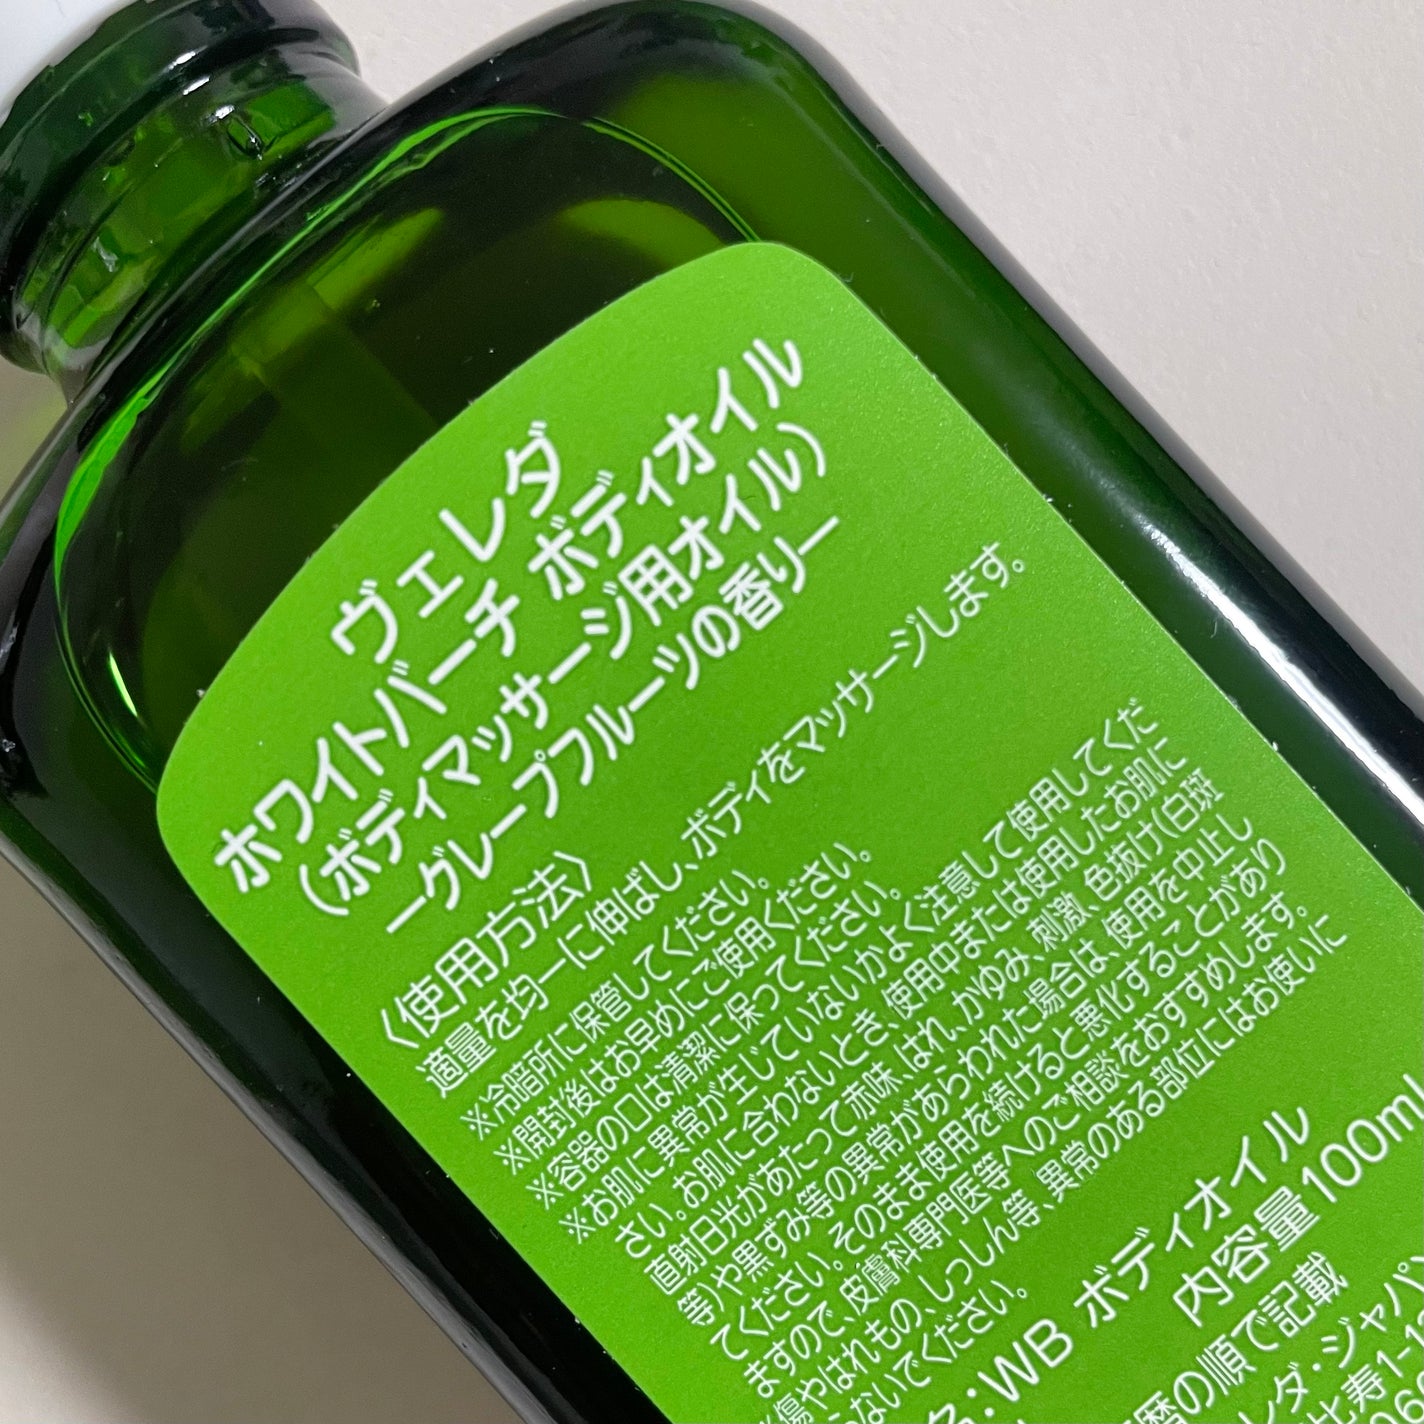 ヴェレダ
ホワイトバーチ ボディオイル
（ボディマッサージ用オイル）
ーグレープフルーツの香りー
〈使用方法〉
適量を均一に伸ばし、ボディをマッサージします。
※冷暗所に保管してください。
※開封後はお早めにご使用ください。
※容器の口は清潔に保ってください。
※お肌に異常が生じていないかよく注意して使用してくだ
さい。お肌に合わないとき、使用中または使用したお肌に
直射日光があたって赤味、はれ、かゆみ、刺激、色抜け（白斑
等）や黒ずみ等の異常があらわれた場合は、使用を中止し
てください。そのまま使用を続けると悪化することがあり
ますので、皮膚科専門医等へのご相談をおすすめします。
※傷やはれもの、しっしん等、異常のある部位にはお使いに
ならないでください。
名・WB ボディオイル
内容量 100ml
の順で記載
ダ・ジャパン
寿1-1